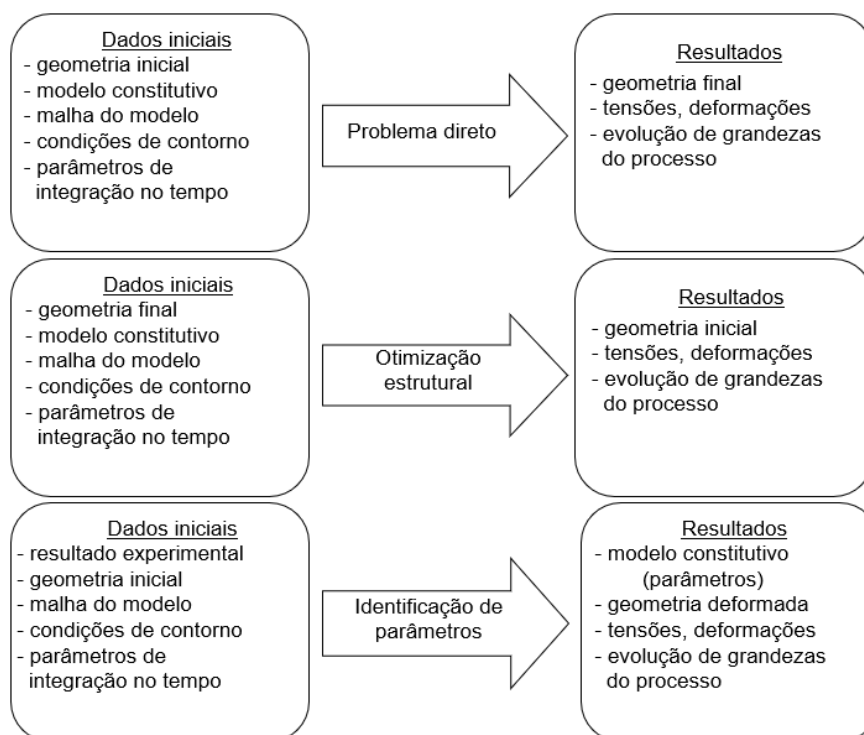 Dados iniciais
- geometria inicial
- modelo constitutivo
- malha do modelo
- condições de contorno
- parâmetros de
integração no tempo
Problema direto
Resultados
- geometria final
- tensões, deformações
- evolução de grandezas
do processo
Dados iniciais
- geometria final
- modelo constitutivo
- malha do modelo
- condições de contorno
- parâmetros de
integração no tempo
Otimização
estrutural
Resultados
- geometria inicial
- tensões, deformações
- evolução de grandezas
do processo
Dados iniciais
- resultado experimental
- geometria inicial
- malha do modelo
- condições de contorno
- parâmetros de
integração no tempo
Identificação de
parâmetros
Resultados
- modelo constitutivo
(parâmetros)
- geometria deformada
- tensões, deformações
- evolução de grandezas
do processo